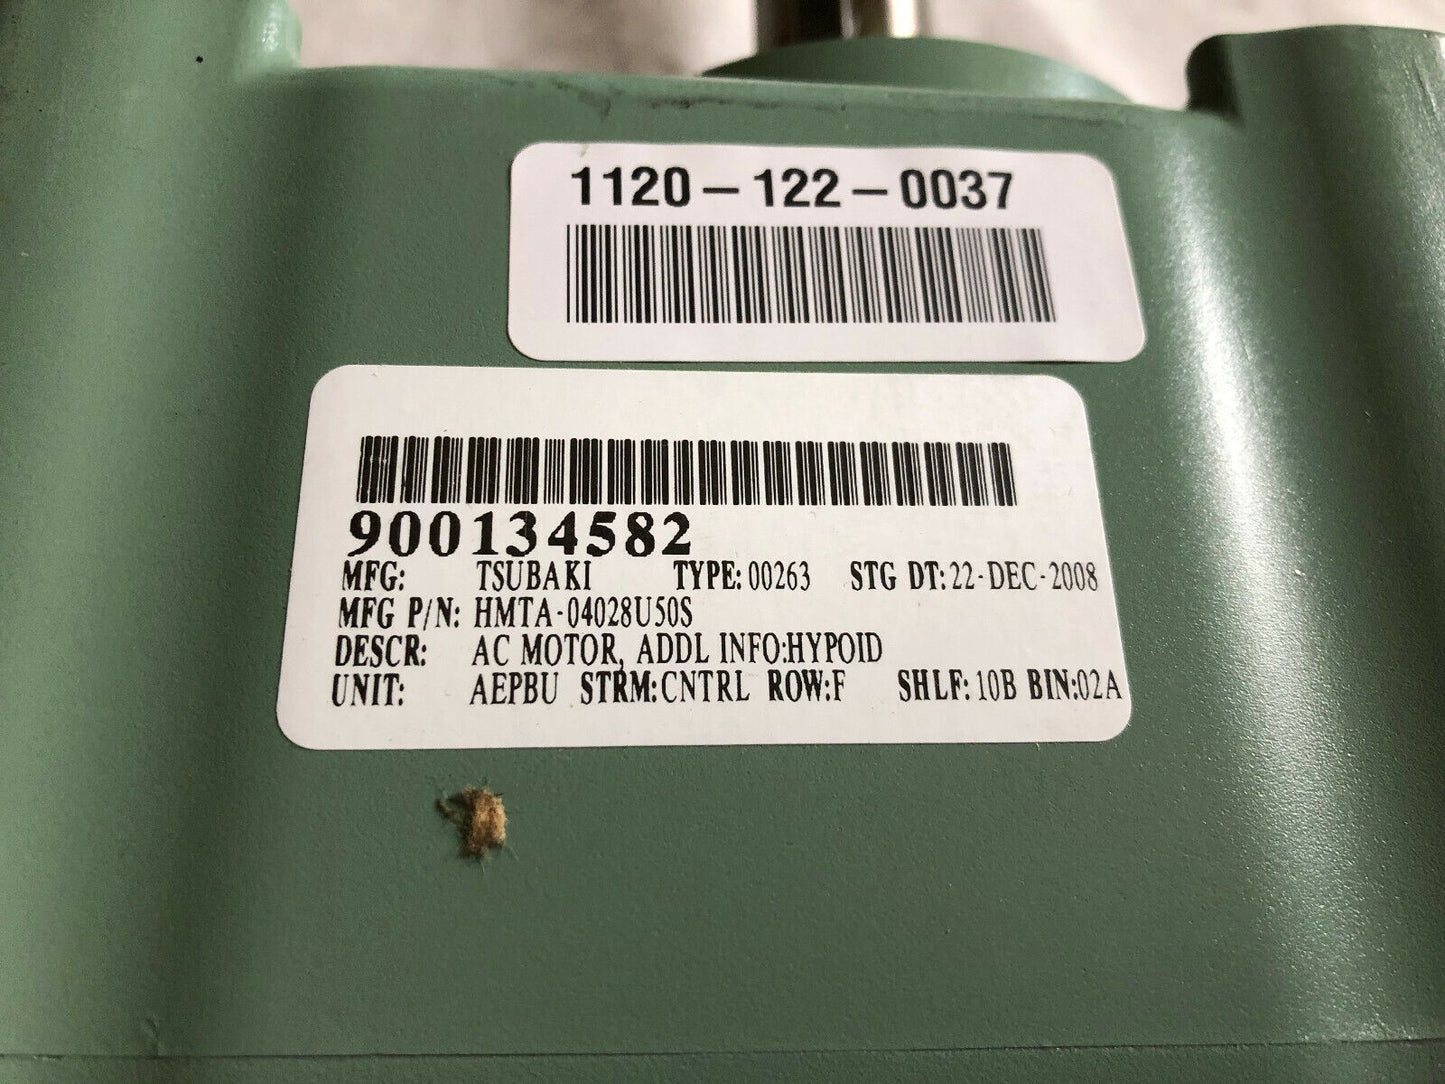 1120-122-0037
900134582
MFG: TSUBAKI TYPE: 00263 STG DT: 22-DEC-2008
MFG P/N: HMTA-04028U50S
DESCR: AC MOTOR, ADDL INFO:HYPOID
UNIT: AEPBU STRM:CNTRL ROW:F SHLF: 10B BIN:02A